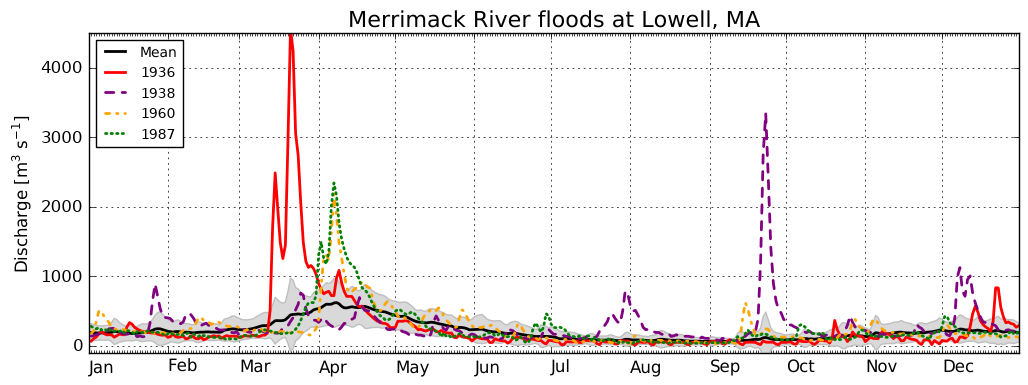 Merrimack River floods at Lowell, MA
Mean
1936
1938
1960
1987
Discharge [m³ s⁻¹]
4000
3000
2000
1000
0
Jan Feb Mar Apr May Jun Jul Aug Sep Oct Nov Dec